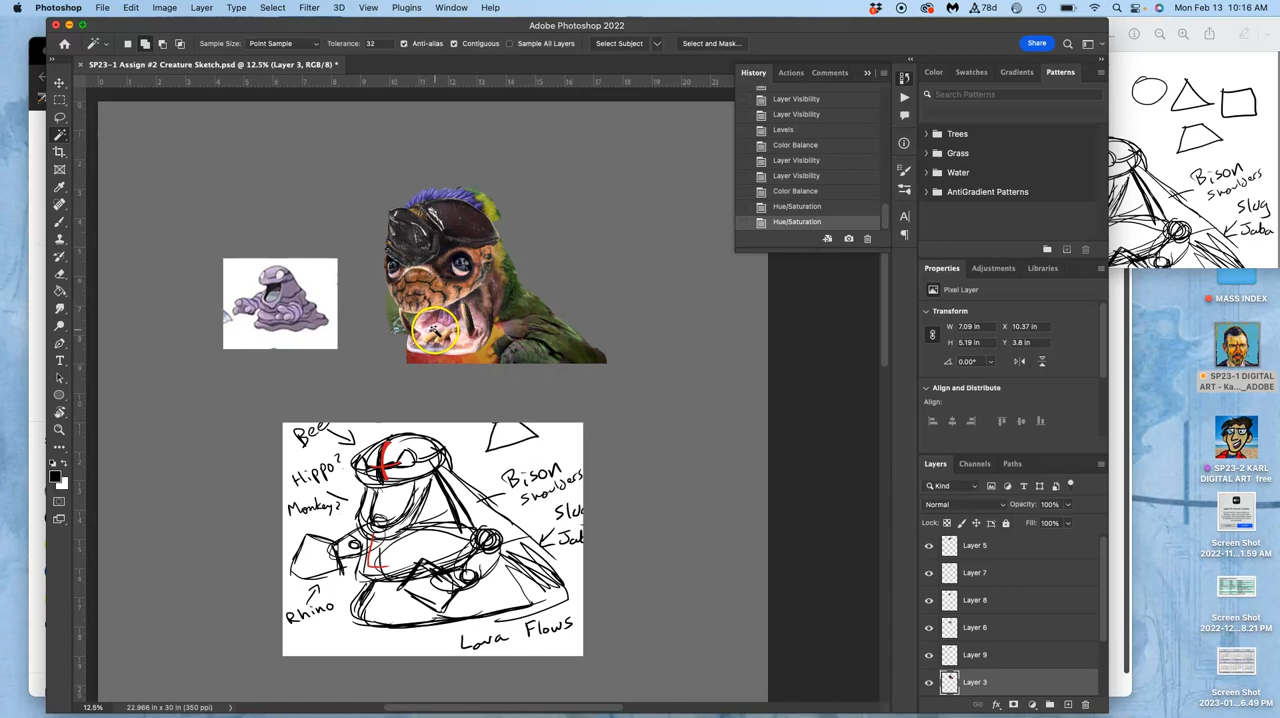 Photoshop File Edit Image Layer Type Select Filter 3D View Plugins Window Help
78d
Mon Feb 13 10:16 AM
Adobe Photoshop 2022
Sample Size: Point Sample Tolerance: 32 Anti-alias Contiguous Sample All Layers Select Subject Select and Mask... Share
SP23-1 Assign #2 Creature Sketch.psd @ 12.5% (Layer 3, RGB/8) *
History Actions Comments
Layer Visibility
Layer Visibility
Levels
Color Balance
Layer Visibility
Layer Visibility
Color Balance
Hue/Saturation
Hue/Saturation
Color Swatches Gradients Patterns
Search Patterns
Trees
Grass
Water
AntiGradient Patterns
Properties Adjustments Libraries
Pixel Layer
Transform
W 7.09 in X 10.37 in
H 5.19 in Y 3.8 in
0.00°
Align and Distribute
Align:
Layers Channels Paths
Kind
Normal Opacity: 100%
Lock: Fill: 100%
Layer 5
Layer 7
Layer 8
Layer 6
Layer 9
Layer 3
Bee
Hippo?
Monkey?
Rhino
Bison
shoulders
Slug
Lava Flows
Bison
shoulders
Slug
Jaba
MASS INDEX
SP23-1 DIGITAL
ART - Ka..._ADOBE
SP23-2 KARL
DIGITAL ART free
Screen Shot
2022-11...1.59 AM
Screen Shot
2022-12...8.21 PM
Screen Shot
2023-01...6.49 PM
12.5% 22.966 in x 30 in (350 ppi)